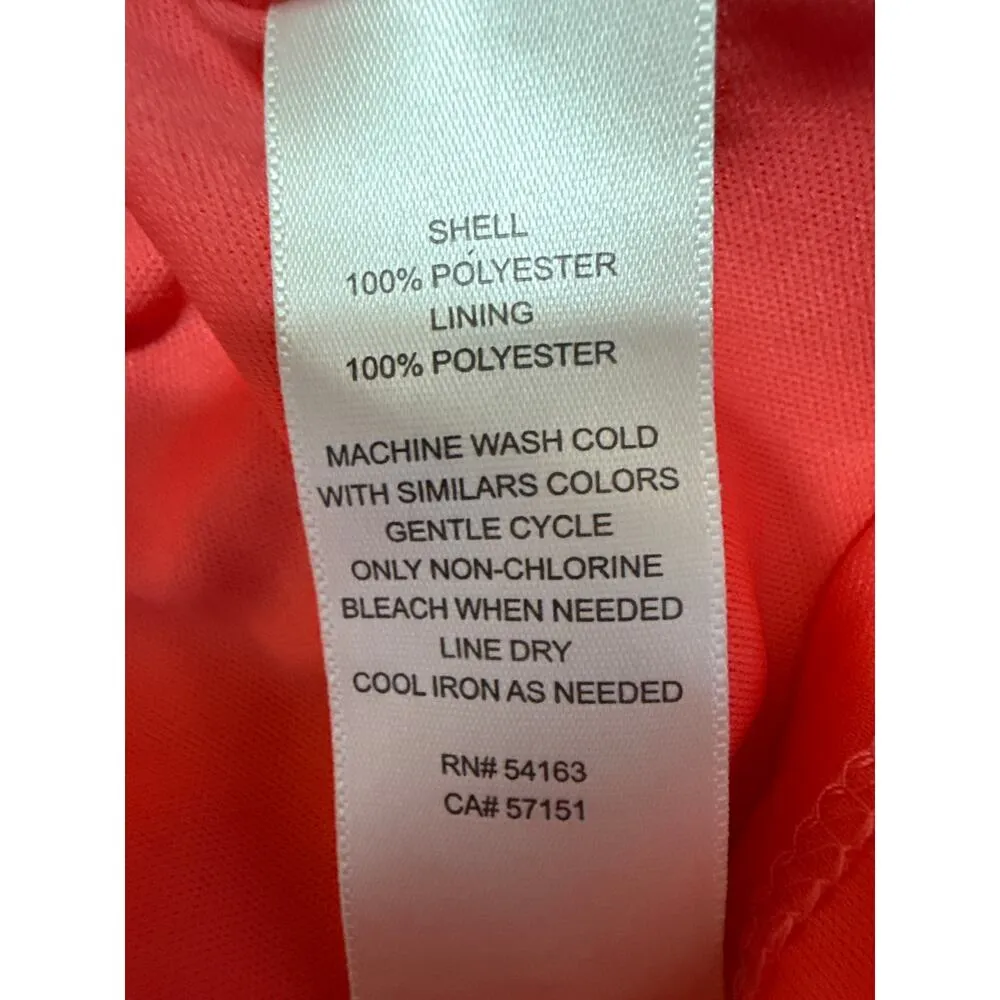 SHELL
100% POLYESTER
LINING
100% POLYESTER
MACHINE WASH COLD
WITH SIMILARS COLORS
GENTLE CYCLE
ONLY NON-CHLORINE
BLEACH WHEN NEEDED
LINE DRY
COOL IRON AS NEEDED
RN# 54163
CA# 57151